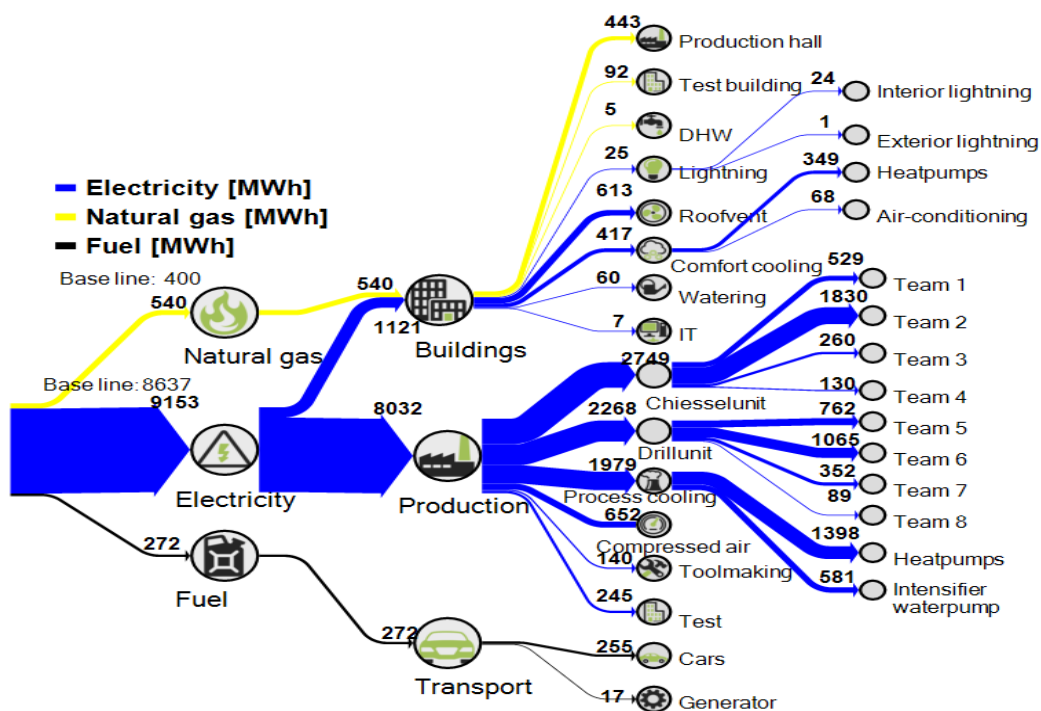 443
Production hall
92
Test building
24
Interior lightning
5
DHW
1
Exterior lightning
25
Lightning
349
Heatpumps
613
Roofvent
68
Air-conditioning
417
Comfort cooling
60
Watering
7
IT
Electricity [MWh]
Natural gas [MWh]
Fuel [MWh]
Base line: 400
540
Natural gas
540
1121
Buildings
Base line: 8637
9153
Electricity
8032
Production
272
Fuel
272
Transport
2749
Chiesselunit
2268
Drillunit
1979
Process cooling
652
Compressed air
140
Toolmaking
245
Test
255
Cars
17
Generator
529
Team 1
1830
Team 2
260
Team 3
130
Team 4
762
Team 5
1065
Team 6
352
Team 7
89
Team 8
1398
Heatpumps
581
Intensifier
waterpump